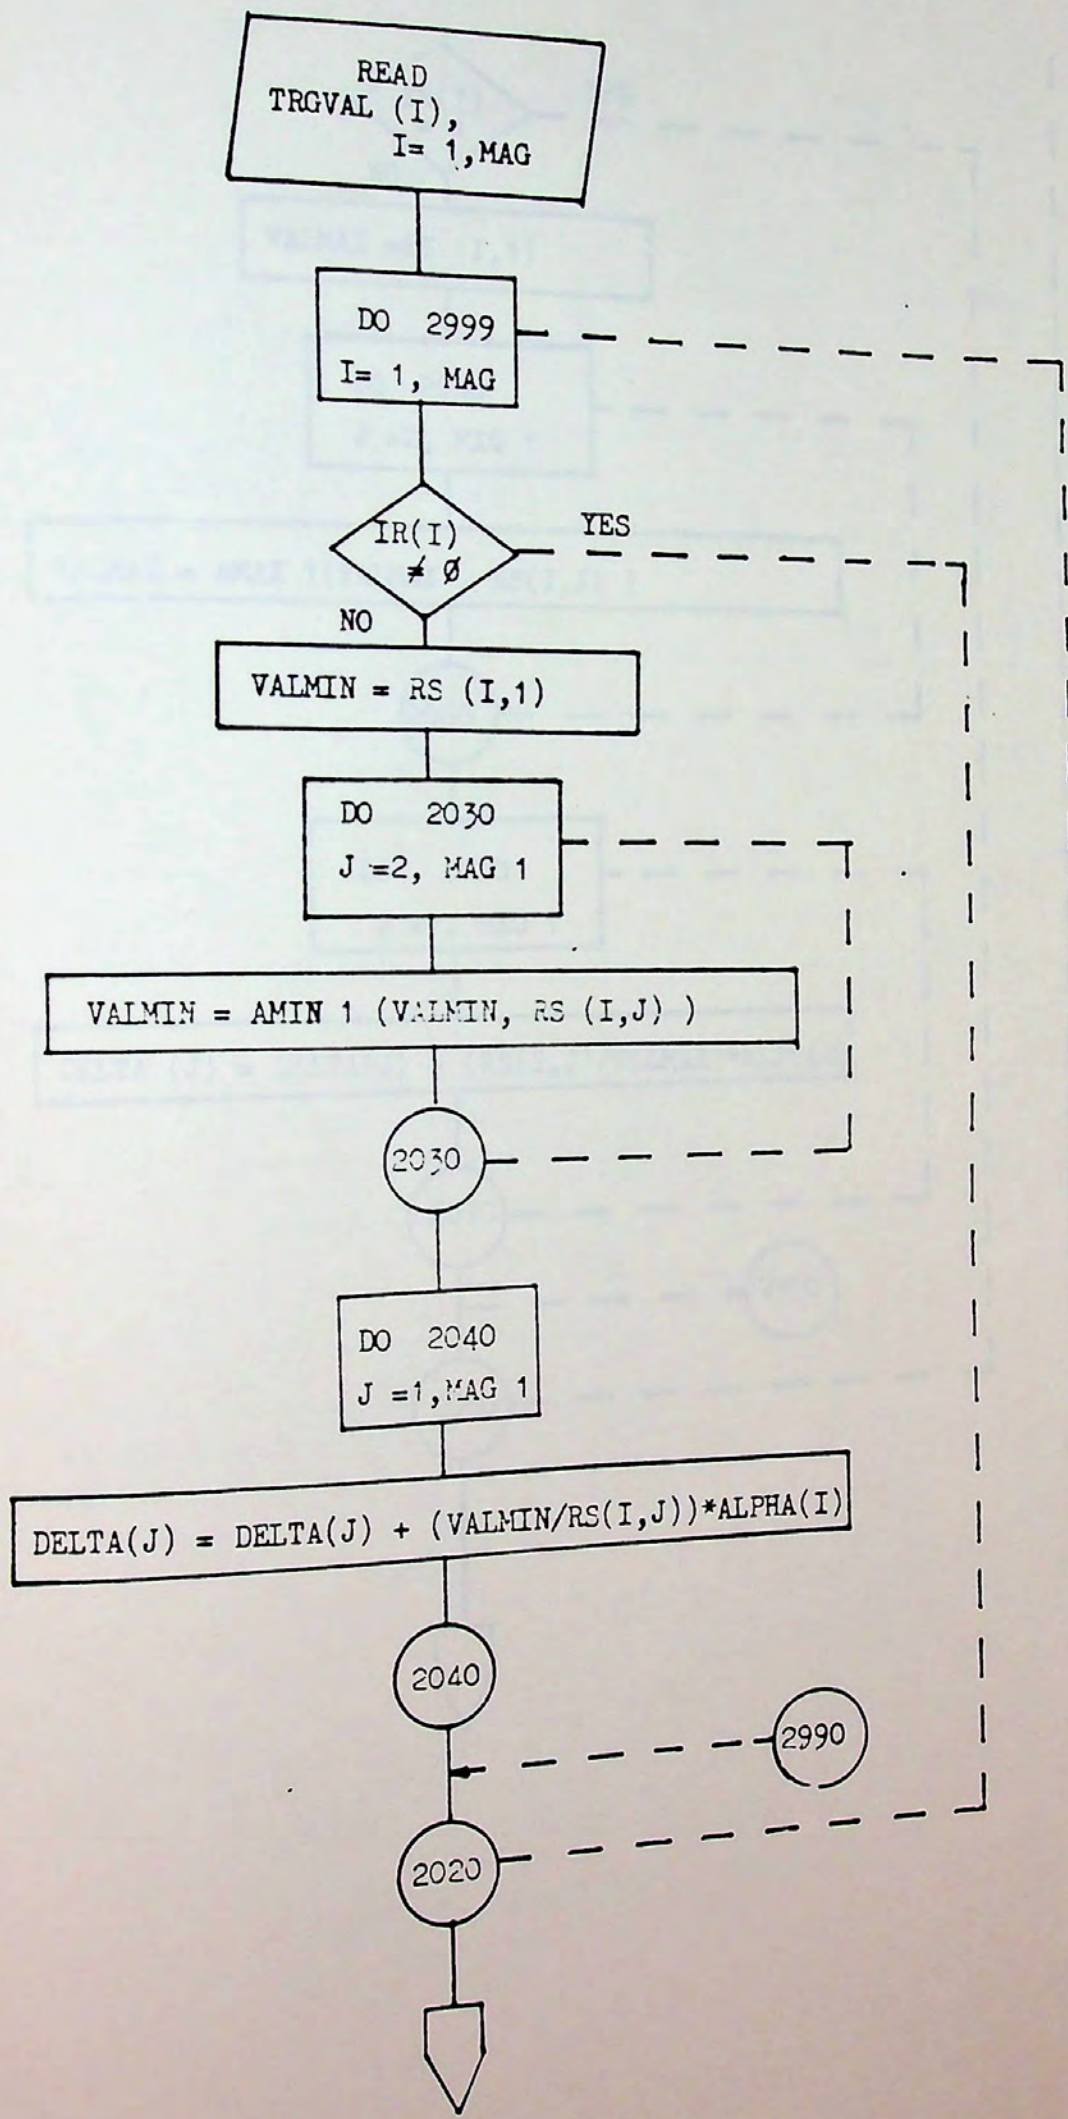 READ
TRGVAL (I),
I= 1,MAG
DO 2999
I= 1, MAG
IR(I)
≠ Ø
YES
NO
VALMIN = RS (I,1)
DO 2030
J =2, MAG 1
VALMIN = AMIN 1 (VALMIN, RS (I,J) )
2030
DO 2040
J =1,MAG 1
DELTA(J) = DELTA(J) + (VALMIN/RS(I,J))*ALPHA(I)
2040
2990
2020